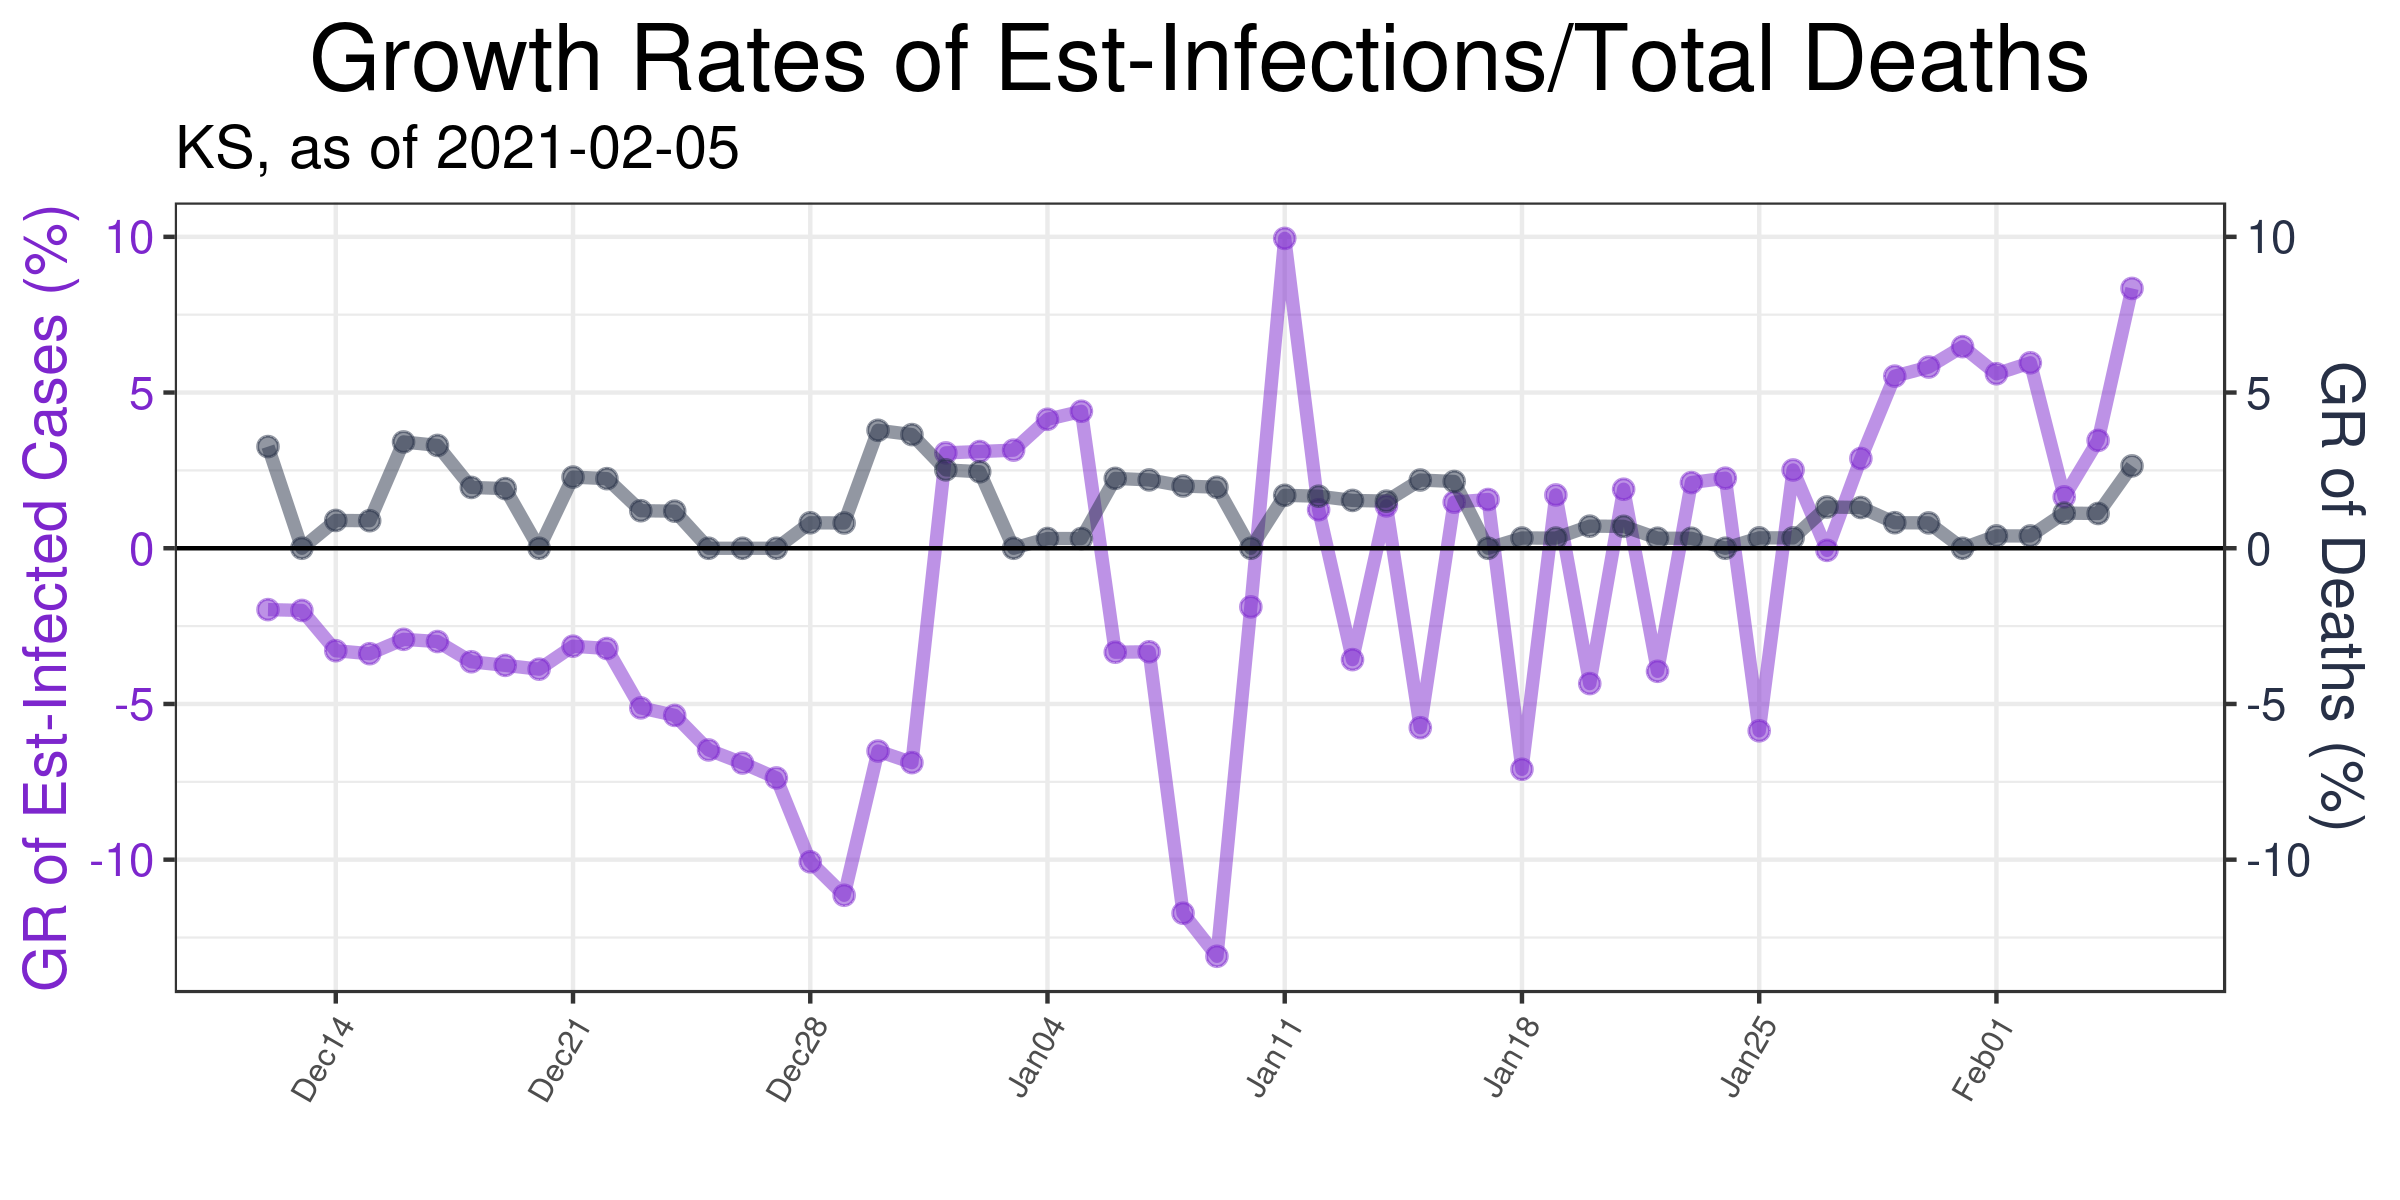 Growth Rates of Est-Infections/Total Deaths
KS, as of 2021-02-05
GR of Est-Infected Cases (%)
10
5
0
-5
-10
10
5
0
-5
-10
GR of Deaths (%)
Dec14
Dec21
Dec28
Jan04
Jan11
Jan18
Jan25
Feb01